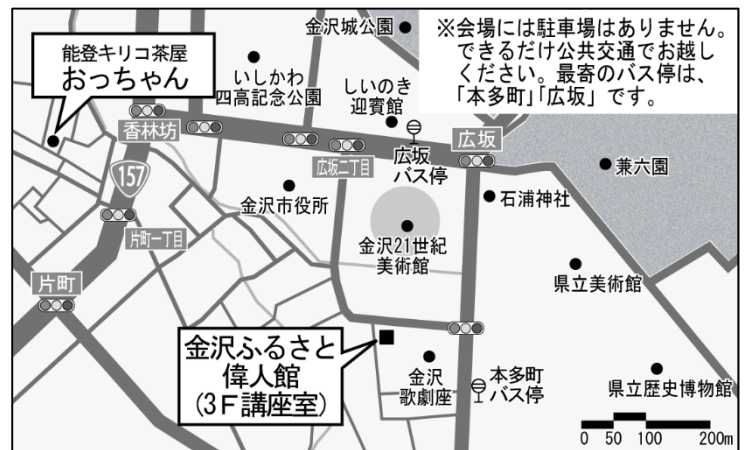 金沢城公園
※会場には駐車場はありません。
できるだけ公共交通でお越し
ください。最寄のバス停は、
「本多町」「広坂」です。
能登キリコ茶屋
おっちゃん
いしかわ
四高記念公園
しいのき
迎賓館
香林坊
広坂二丁目
広坂
バス停
広坂
兼六園
157
金沢市役所
石浦神社
片町一丁目
金沢21世紀
美術館
片町
県立美術館
金沢ふるさと
偉人館
(3F講座室)
金沢
歌劇座
本多町
バス停
県立歴史博物館
0 50 100 200m